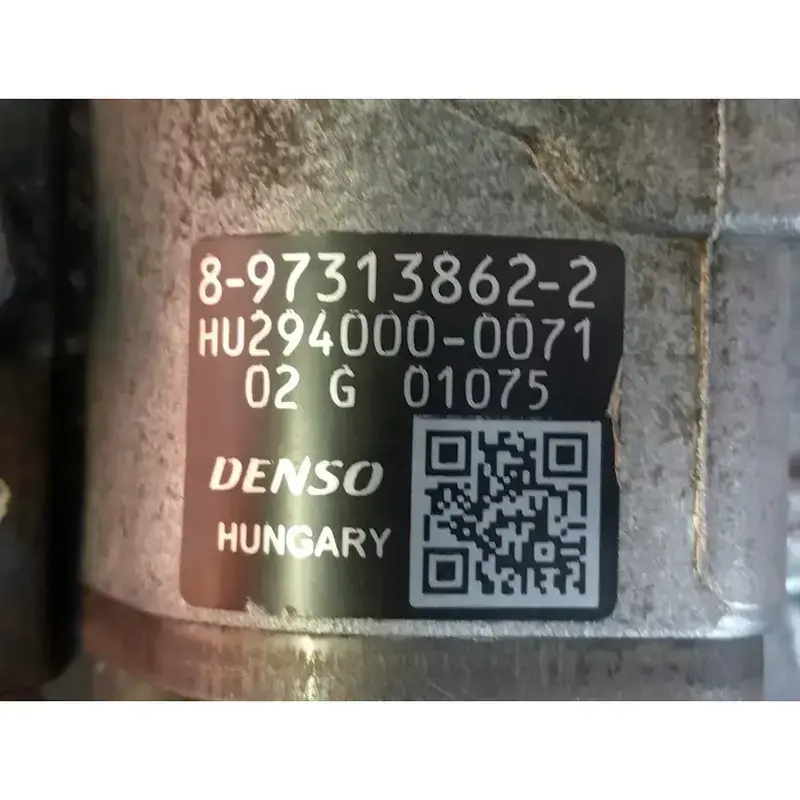 8-97313862-2
HU294000-0071
02 G 01075
DENSO
HUNGARY